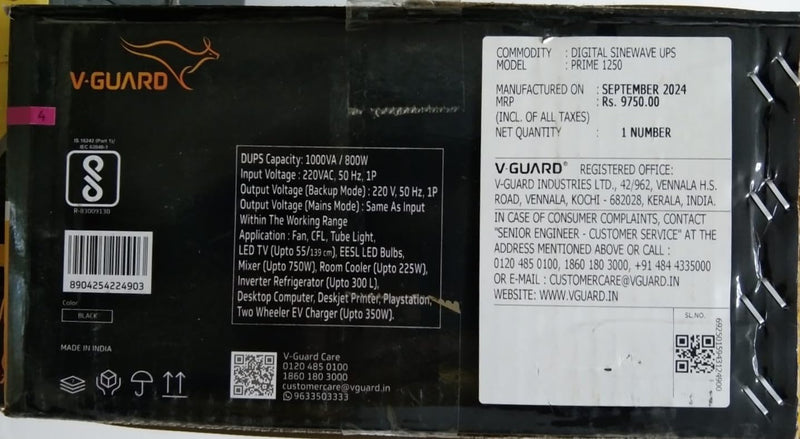 V-GUARD
4
IS 16242 (Part 1)/
IEC 62040-1
R-83009130
8904254224903
Color
BLACK
MADE IN INDIA
DUPS Capacity: 1000VA / 800W
Input Voltage : 220VAC, 50 Hz, 1P
Output Voltage (Backup Mode) : 220 V, 50 Hz, 1P
Output Voltage (Mains Mode) : Same As Input
Within The Working Range
Application : Fan, CFL, Tube Light,
LED TV (Upto 55/139 cm), EESL LED Bulbs,
Mixer (Upto 750W), Room Cooler (Upto 225W),
Inverter Refrigerator (Upto 300 L),
Desktop Computer, Deskjet Printer, Playstation,
Two Wheeler EV Charger (Upto 350W).
V-Guard Care
0120 485 0100
1860 180 3000
customercare@vguard.in
9633503333
COMMODITY : DIGITAL SINEWAVE UPS
MODEL : PRIME 1250
MANUFACTURED ON : SEPTEMBER 2024
MRP : Rs. 9750.00
(INCL. OF ALL TAXES)
NET QUANTITY : 1 NUMBER
V-GUARD® REGISTERED OFFICE:
V-GUARD INDUSTRIES LTD., 42/962, VENNALA H.S.
ROAD, VENNALA, KOCHI - 682028, KERALA, INDIA.
IN CASE OF CONSUMER COMPLAINTS, CONTACT
"SENIOR ENGINEER - CUSTOMER SERVICE" AT THE
ADDRESS MENTIONED ABOVE OR CALL :
0120 485 0100, 1860 180 3000, +91 484 4335000
OR E-MAIL : CUSTOMERCARE@VGUARD.IN
WEBSITE: WWW.VGUARD.IN
SL.NO.